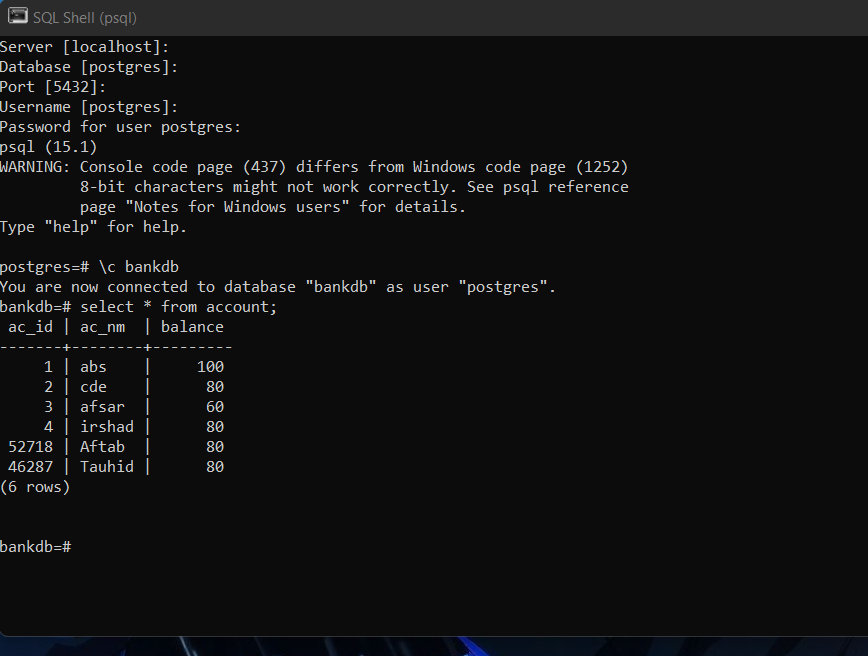 SQL Shell (psql)
Server [localhost]:
Database [postgres]:
Port [5432]:
Username [postgres]:
Password for user postgres:
psql (15.1)
WARNING: Console code page (437) differs from Windows code page (1252)
         8-bit characters might not work correctly. See psql reference
         page "Notes for Windows users" for details.
Type "help" for help.

postgres=# \c bankdb
You are now connected to database "bankdb" as user "postgres".
bankdb=# select * from account;
 ac_id | ac_nm  | balance
-------+--------+---------
     1 | abs    |     100
     2 | cde    |      80
     3 | afsar  |      60
     4 | irshad |      80
 52718 | Aftab  |      80
 46287 | Tauhid |      80
(6 rows)


bankdb=#